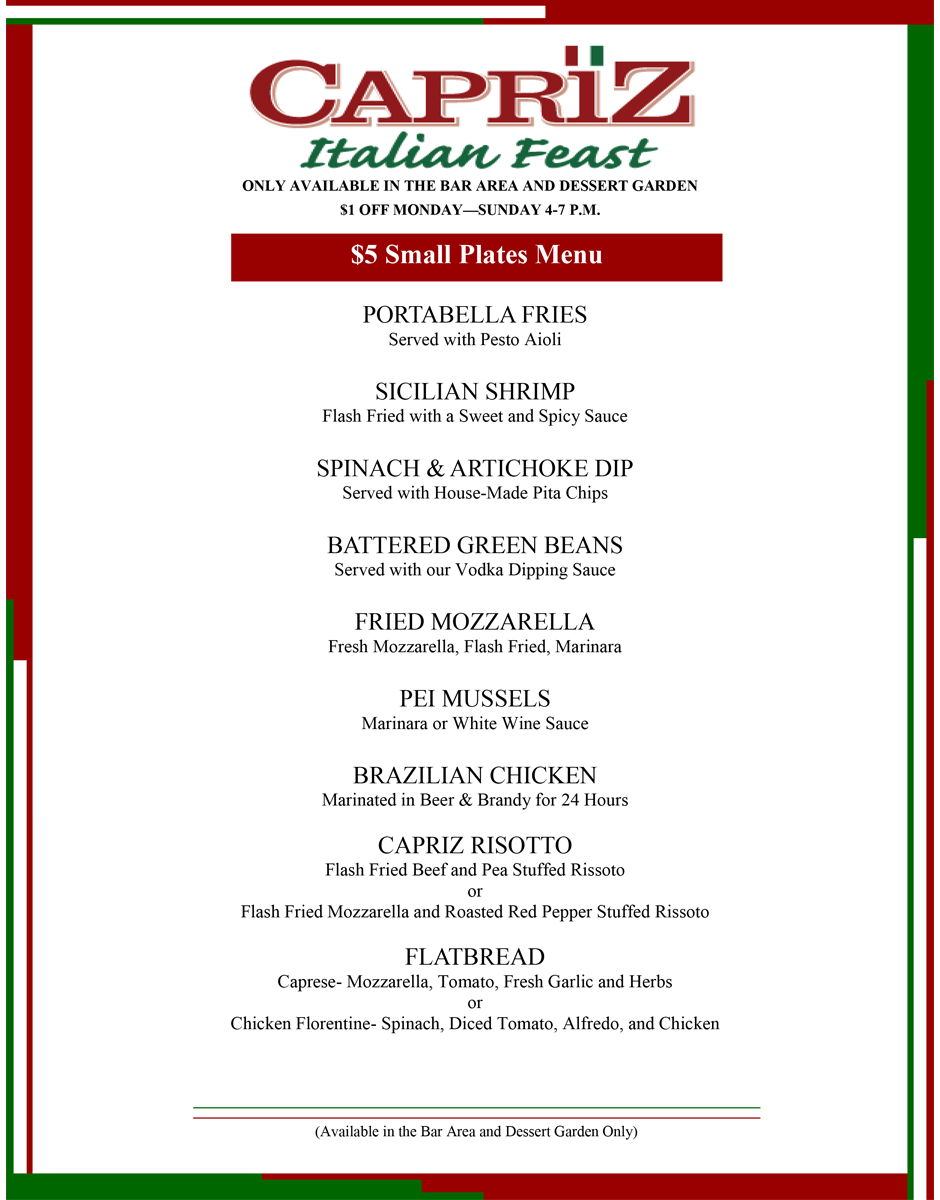 CAPRIZ
Italian Feast
ONLY AVAILABLE IN THE BAR AREA AND DESSERT GARDEN
$1 OFF MONDAY—SUNDAY 4-7 P.M.
$5 Small Plates Menu
PORTABELLA FRIES
Served with Pesto Aioli
SICILIAN SHRIMP
Flash Fried with a Sweet and Spicy Sauce
SPINACH & ARTICHOKE DIP
Served with House-Made Pita Chips
BATTERED GREEN BEANS
Served with our Vodka Dipping Sauce
FRIED MOZZARELLA
Fresh Mozzarella, Flash Fried, Marinara
PEI MUSSELS
Marinara or White Wine Sauce
BRAZILIAN CHICKEN
Marinated in Beer & Brandy for 24 Hours
CAPRIZ RISOTTO
Flash Fried Beef and Pea Stuffed Rissoto
or
Flash Fried Mozzarella and Roasted Red Pepper Stuffed Rissoto
FLATBREAD
Caprese- Mozzarella, Tomato, Fresh Garlic and Herbs
or
Chicken Florentine- Spinach, Diced Tomato, Alfredo, and Chicken
(Available in the Bar Area and Dessert Garden Only)